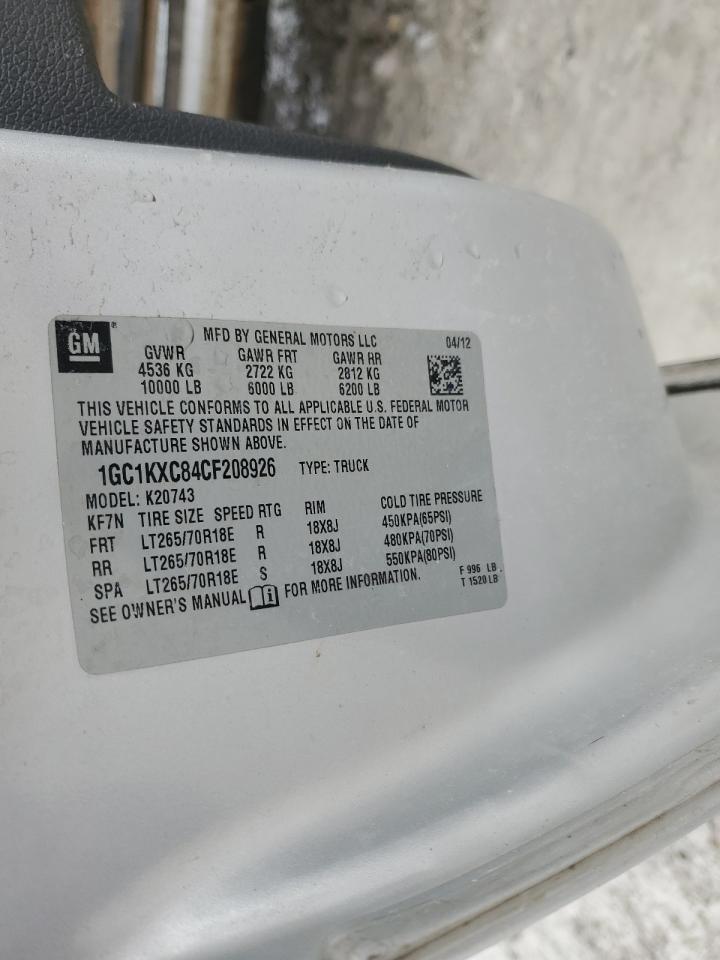 GM ® MFD BY GENERAL MOTORS LLC 04/12
GVWR GAWR FRT GAWR RR
4536 KG 2722 KG 2812 KG
10000 LB 6000 LB 6200 LB
THIS VEHICLE CONFORMS TO ALL APPLICABLE U.S. FEDERAL MOTOR
VEHICLE SAFETY STANDARDS IN EFFECT ON THE DATE OF
MANUFACTURE SHOWN ABOVE.
1GC1KXC84CF208926 TYPE: TRUCK
MODEL: K20743
KF7N TIRE SIZE SPEED RTG RIM COLD TIRE PRESSURE
FRT LT265/70R18E R 18X8J 450KPA(65PSI)
RR LT265/70R18E R 18X8J 480KPA(70PSI)
SPA LT265/70R18E S 18X8J 550KPA(80PSI)
SEE OWNER'S MANUAL FOR MORE INFORMATION.
F 996 LB
T 1520 LB